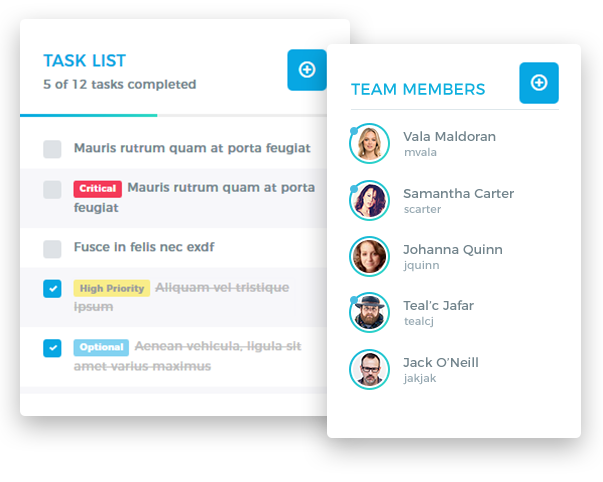 TASK LIST
5 of 12 tasks completed
Mauris rutrum quam at porta feugiat
Critical Mauris rutrum quam at porta
feugiat
Fusce in felis nec exdf
High Priority Aliquam vel tristique
ipsum
Optional Aenean vehicula, ligula sit
amet varius maximus
TEAM MEMBERS
Vala Maldoran
mvala
Samantha Carter
scarter
Johanna Quinn
jquinn
Teal'c Jafar
tealcj
Jack O'Neill
jakjak